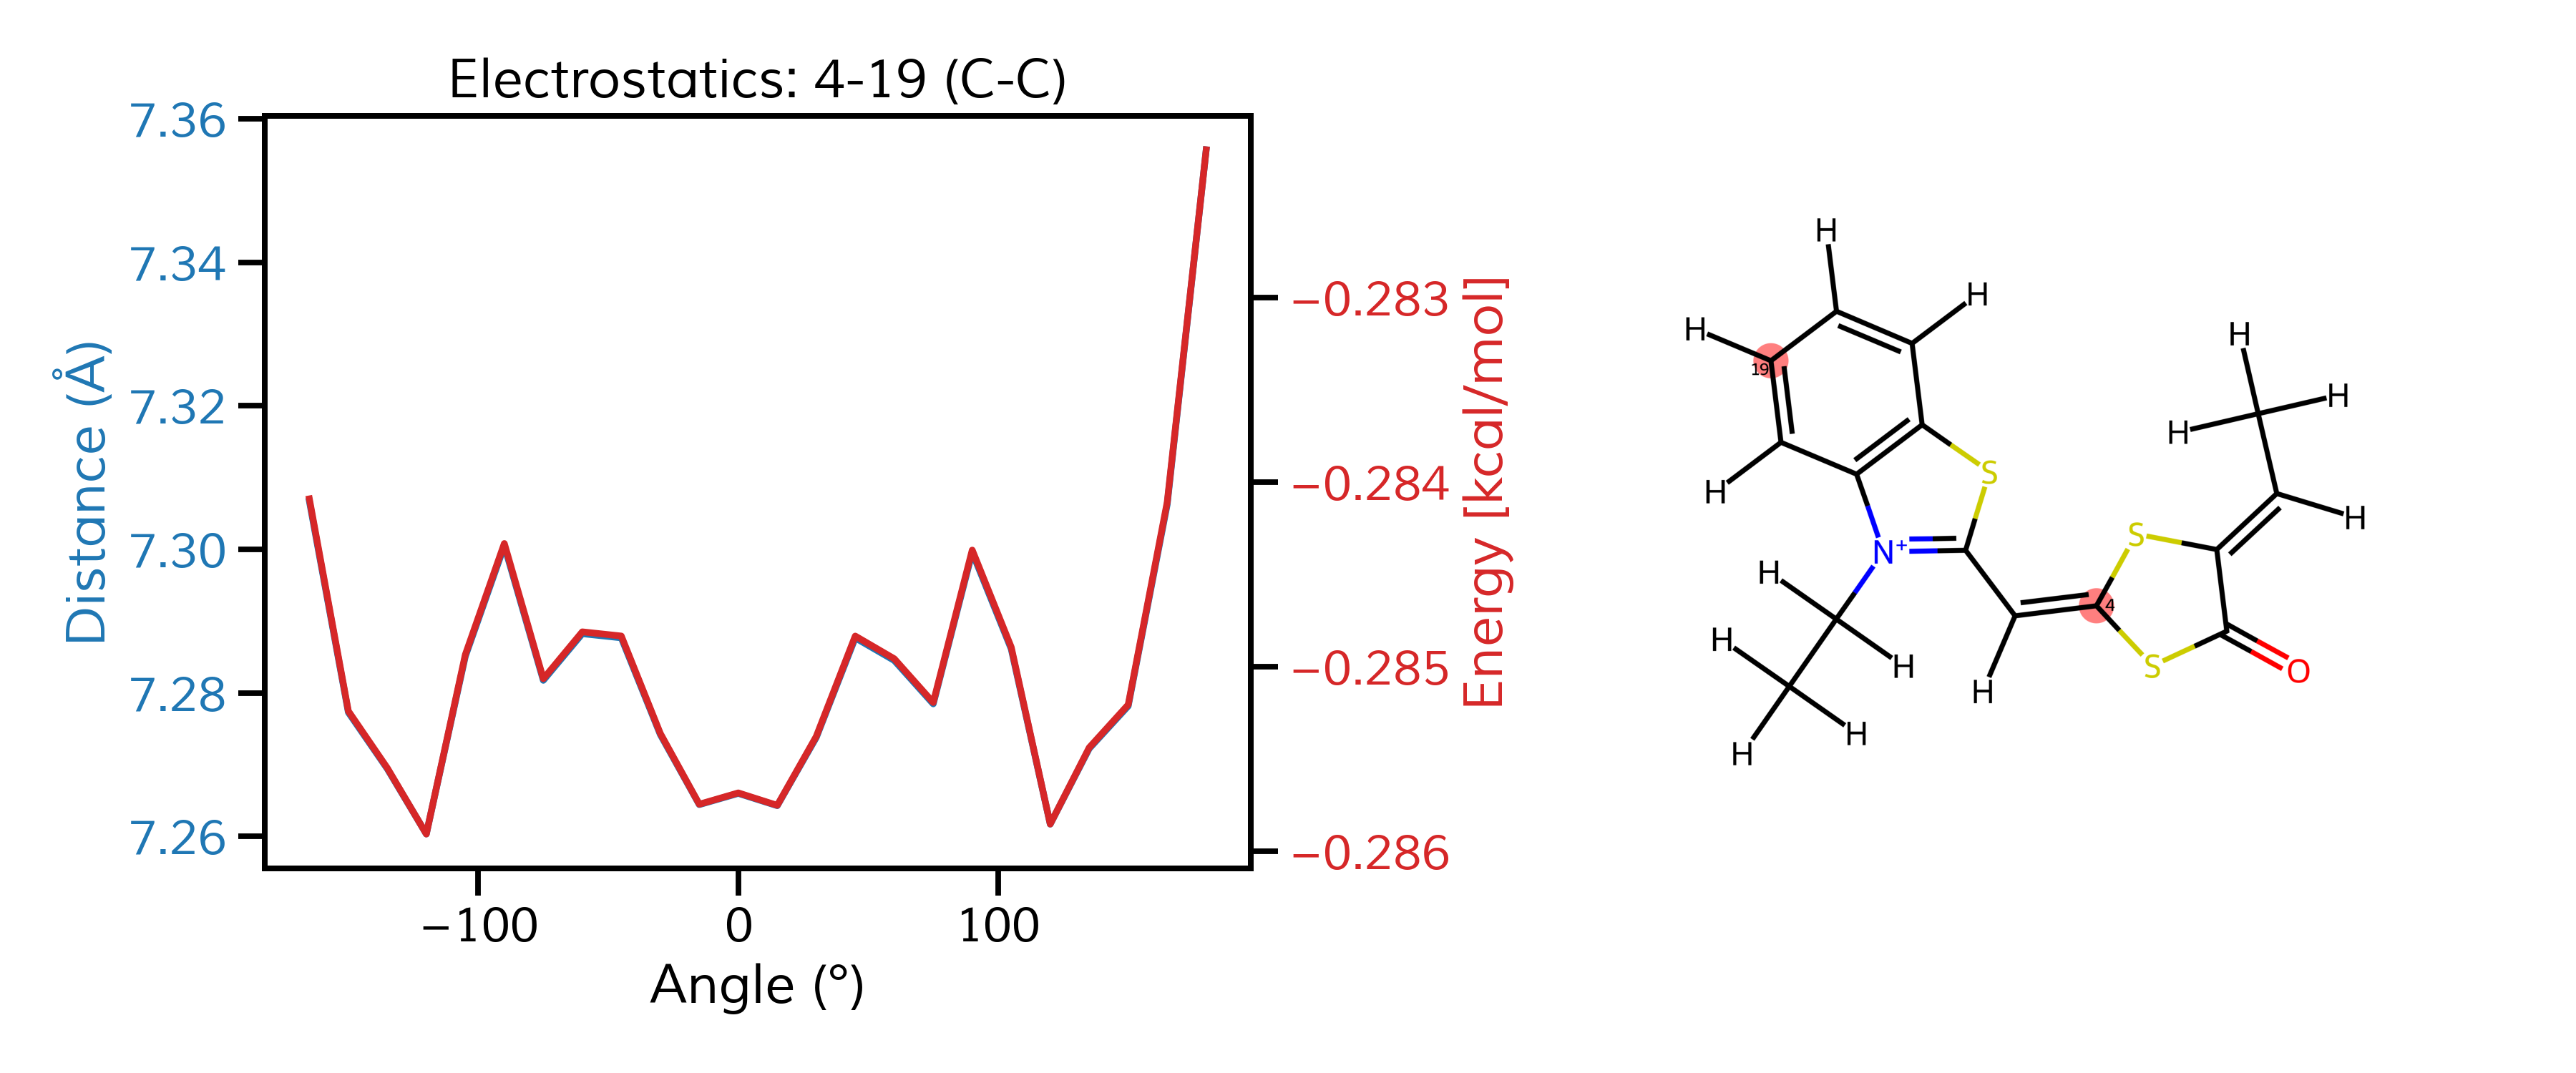 Electrostatics: 4-19 (C-C)
7.36
7.34
7.32
7.30
7.28
7.26
Distance (Å)
−100
0
100
Angle (°)
−0.283
−0.284
−0.285
−0.286
Energy [kcal/mol]
H
H
H
19
H
S
N+
H
H
H
H
H
H
S
4
S
O
H
H
H
H